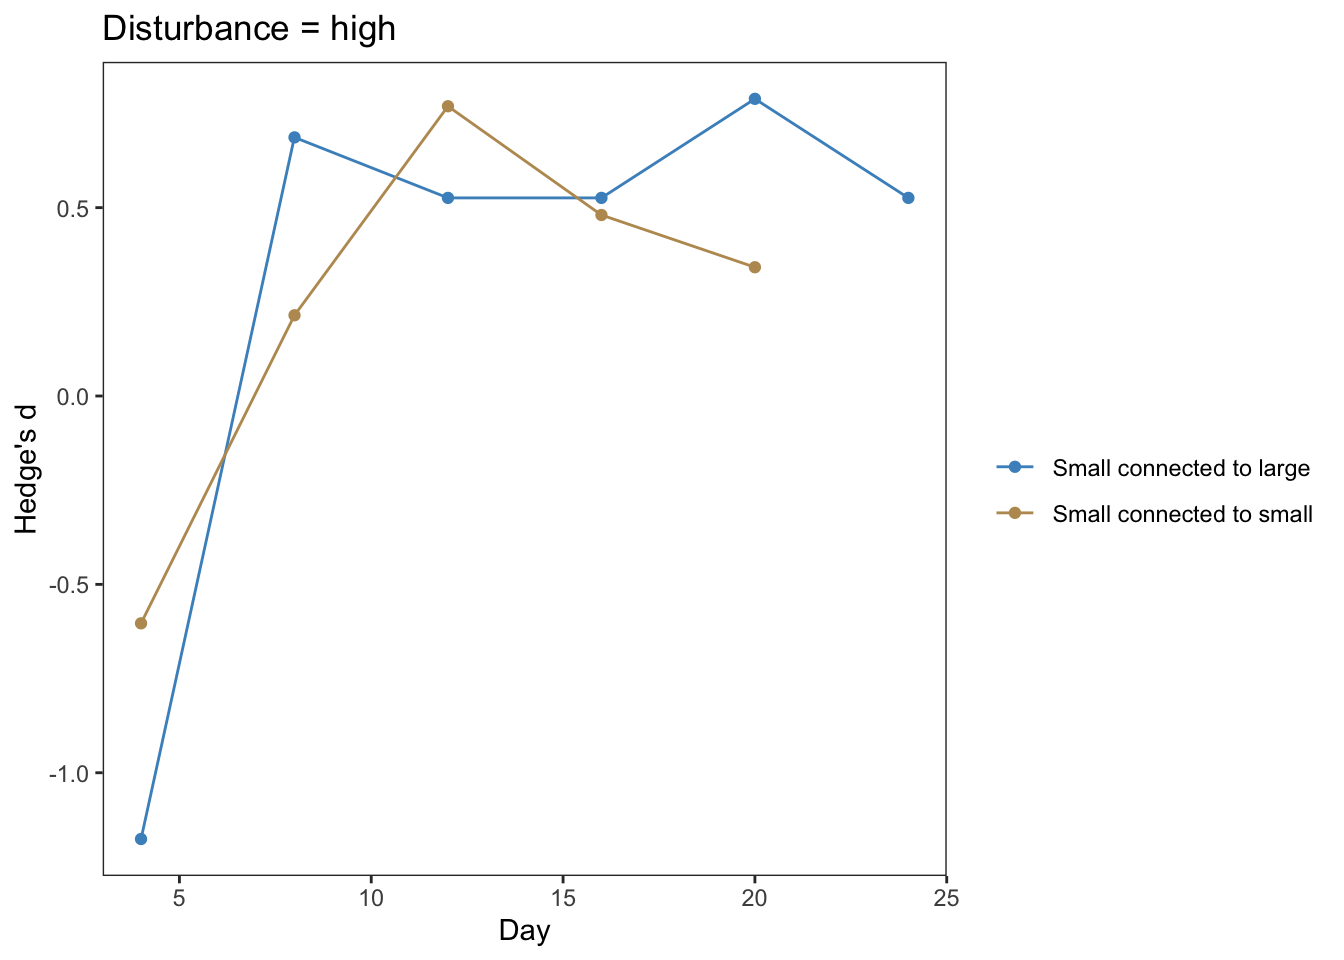 Disturbance = high
0.5
0.0
-0.5
-1.0
Hedge's d
5 10 15 20 25
Day
Small connected to large
Small connected to small